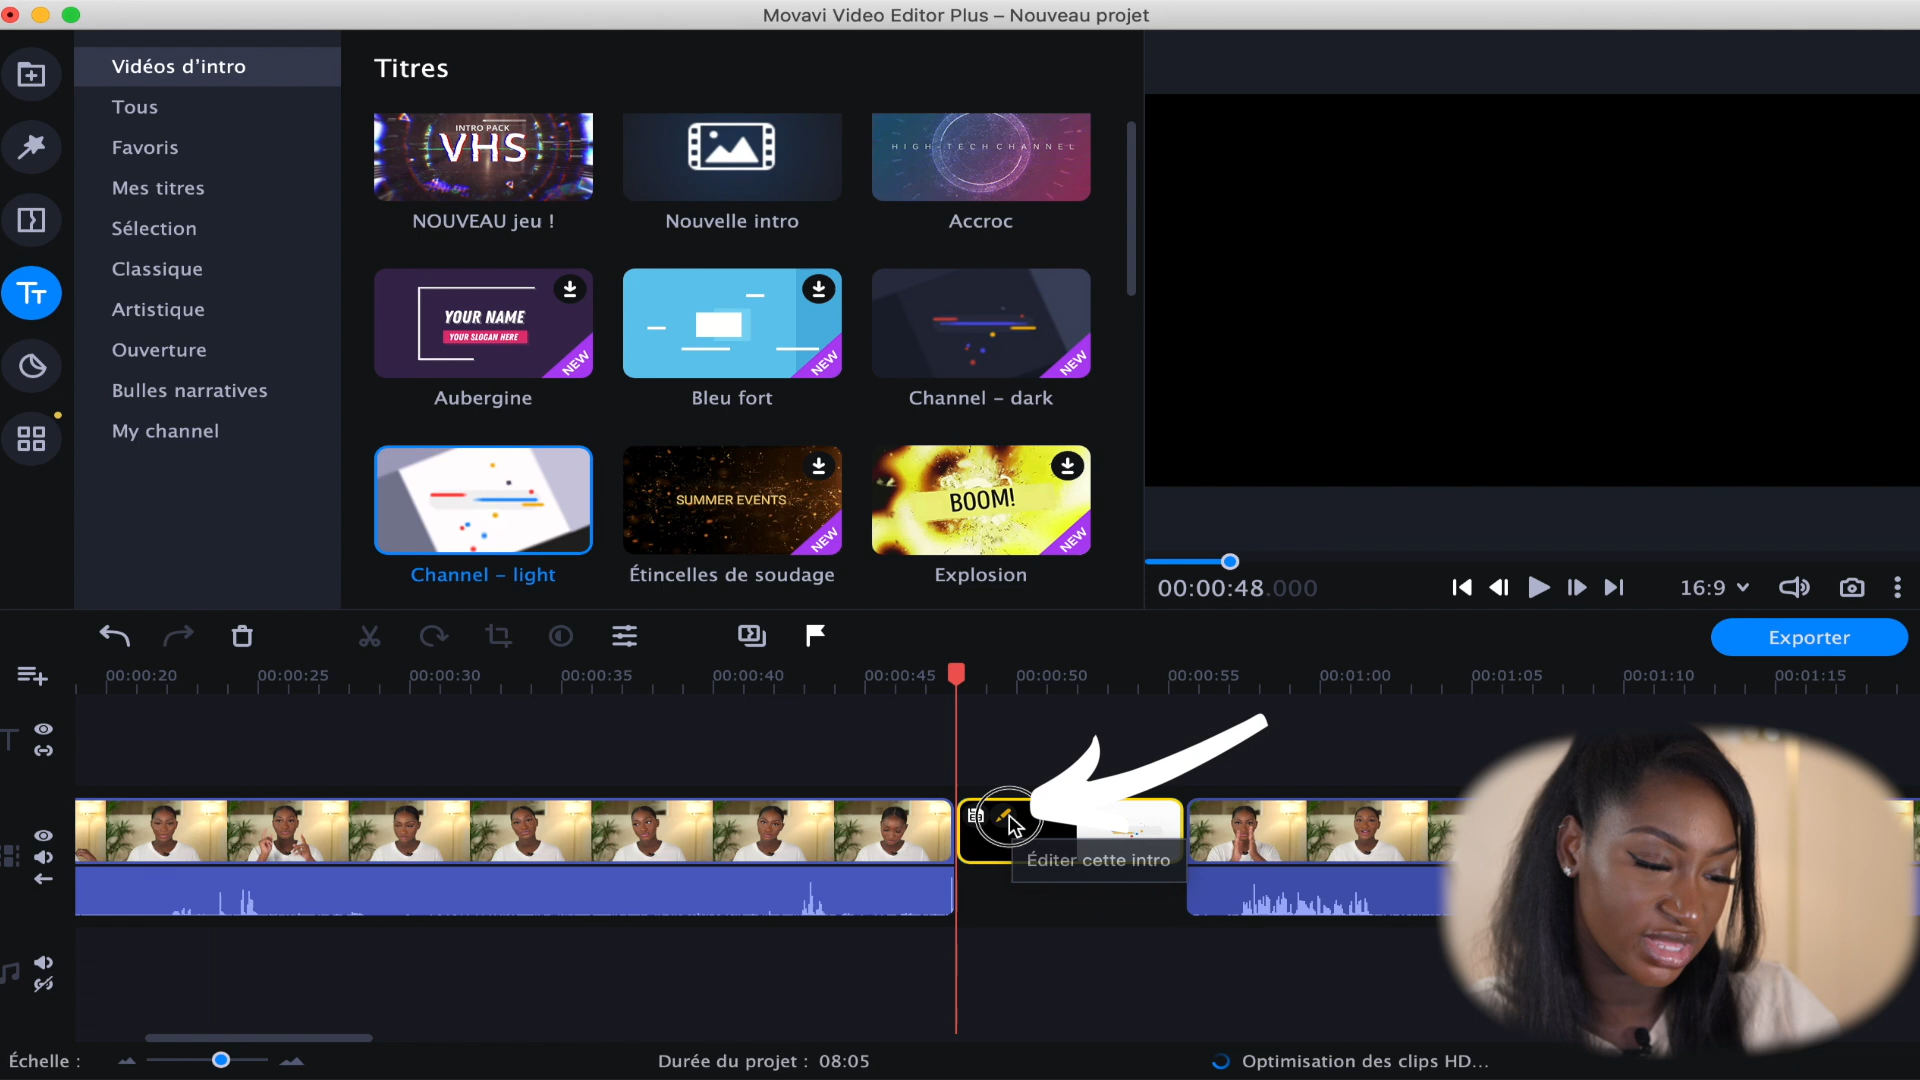 Movavi Video Editor Plus – Nouveau projet
Vidéos d'intro
Tous
Favoris
Mes titres
Sélection
Classique
Artistique
Ouverture
Bulles narratives
My channel
Titres
INTRO PACK
VHS
NOUVEAU jeu !
Nouvelle intro
HIGH-TECH CHANNEL
Accroc
YOUR NAME
YOUR SLOGAN HERE
NEW
Aubergine
NEW
Bleu fort
NEW
Channel – dark
Channel – light
SUMMER EVENTS
NEW
Étincelles de soudage
BOOM!
NEW
Explosion
00:00:48.000
16:9
Exporter
00:00:20
00:00:25
00:00:30
00:00:35
00:00:40
00:00:45
00:00:50
00:00:55
00:01:00
00:01:05
00:01:10
00:01:15
Éditer cette intro
Échelle :
Durée du projet : 08:05
Optimisation des clips HD...